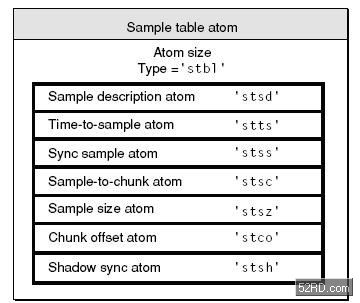 Sample table atom
Atom size
Type ='stbl'
Sample description atom 'stsd'
Time-to-sample atom 'stts'
Sync sample atom 'stss'
Sample-to-chunk atom 'stsc'
Sample size atom 'stsz'
Chunk offset atom 'stco'
Shadow sync atom 'stsh'
52RD.com